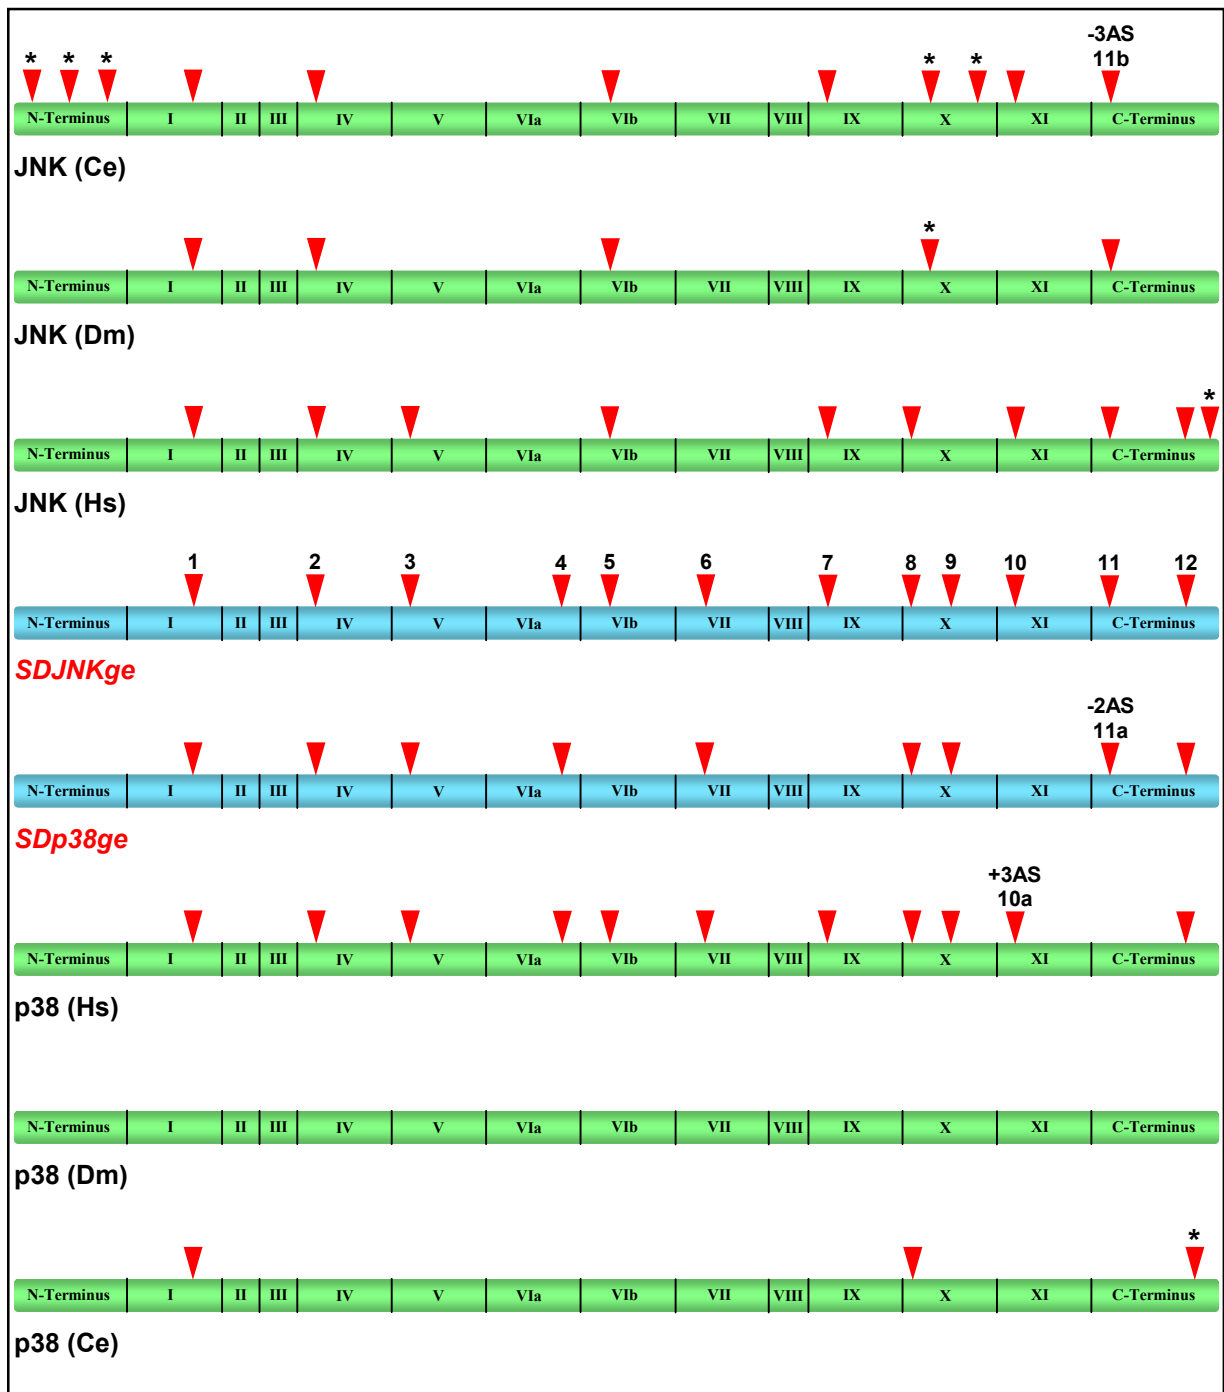 -3AS
* * * * * 11b
N-Terminus I II III IV V VIa VIb VII VIII IX X XI C-Terminus
JNK (Ce)
*
N-Terminus I II III IV V VIa VIb VII VIII IX X XI C-Terminus
JNK (Dm)
*
N-Terminus I II III IV V VIa VIb VII VIII IX X XI C-Terminus
JNK (Hs)
1 2 3 4 5 6 7 8 9 10 11 12
N-Terminus I II III IV V VIa VIb VII VIII IX X XI C-Terminus
SDJNKge
-2AS
11a
N-Terminus I II III IV V VIa VIb VII VIII IX X XI C-Terminus
SDp38ge
+3AS
10a
N-Terminus I II III IV V VIa VIb VII VIII IX X XI C-Terminus
p38 (Hs)
N-Terminus I II III IV V VIa VIb VII VIII IX X XI C-Terminus
p38 (Dm)
*
N-Terminus I II III IV V VIa VIb VII VIII IX X XI C-Terminus
p38 (Ce)